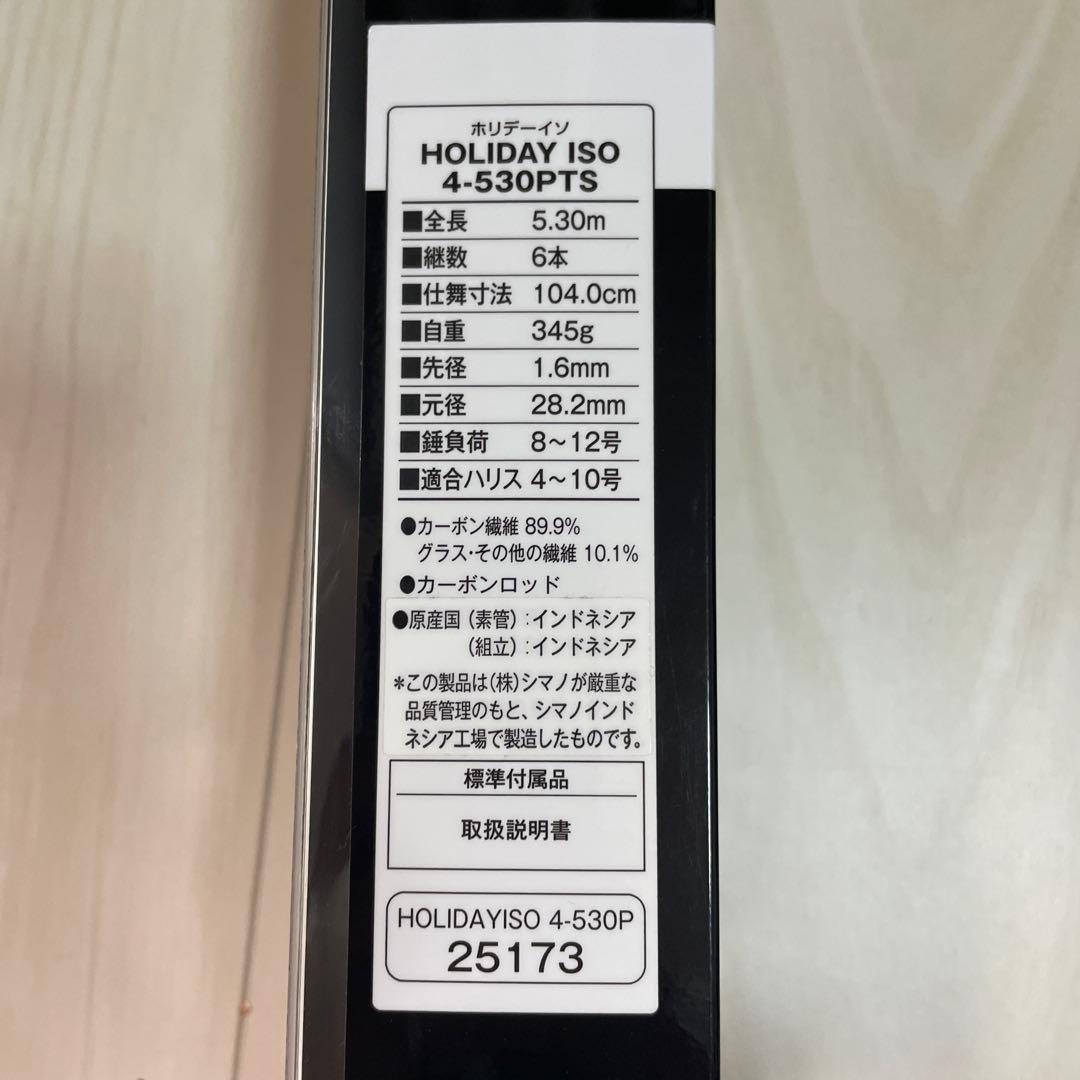 ホリデーイソ
HOLIDAY ISO
4-530PTS
■全長 5.30m
■継数 6本
■仕舞寸法 104.0cm
■自重 345g
■先径 1.6mm
■元径 28.2mm
■錘負荷 8～12号
■適合ハリス 4～10号
●カーボン繊維 89.9%
グラス・その他の繊維 10.1%
●カーボンロッド
●原産国（素管）：インドネシア
（組立）：インドネシア
＊この製品は(株)シマノが厳重な
品質管理のもと、シマノインド
ネシア工場で製造したものです。
標準付属品
取扱説明書
HOLIDAYISO 4-530P
25173